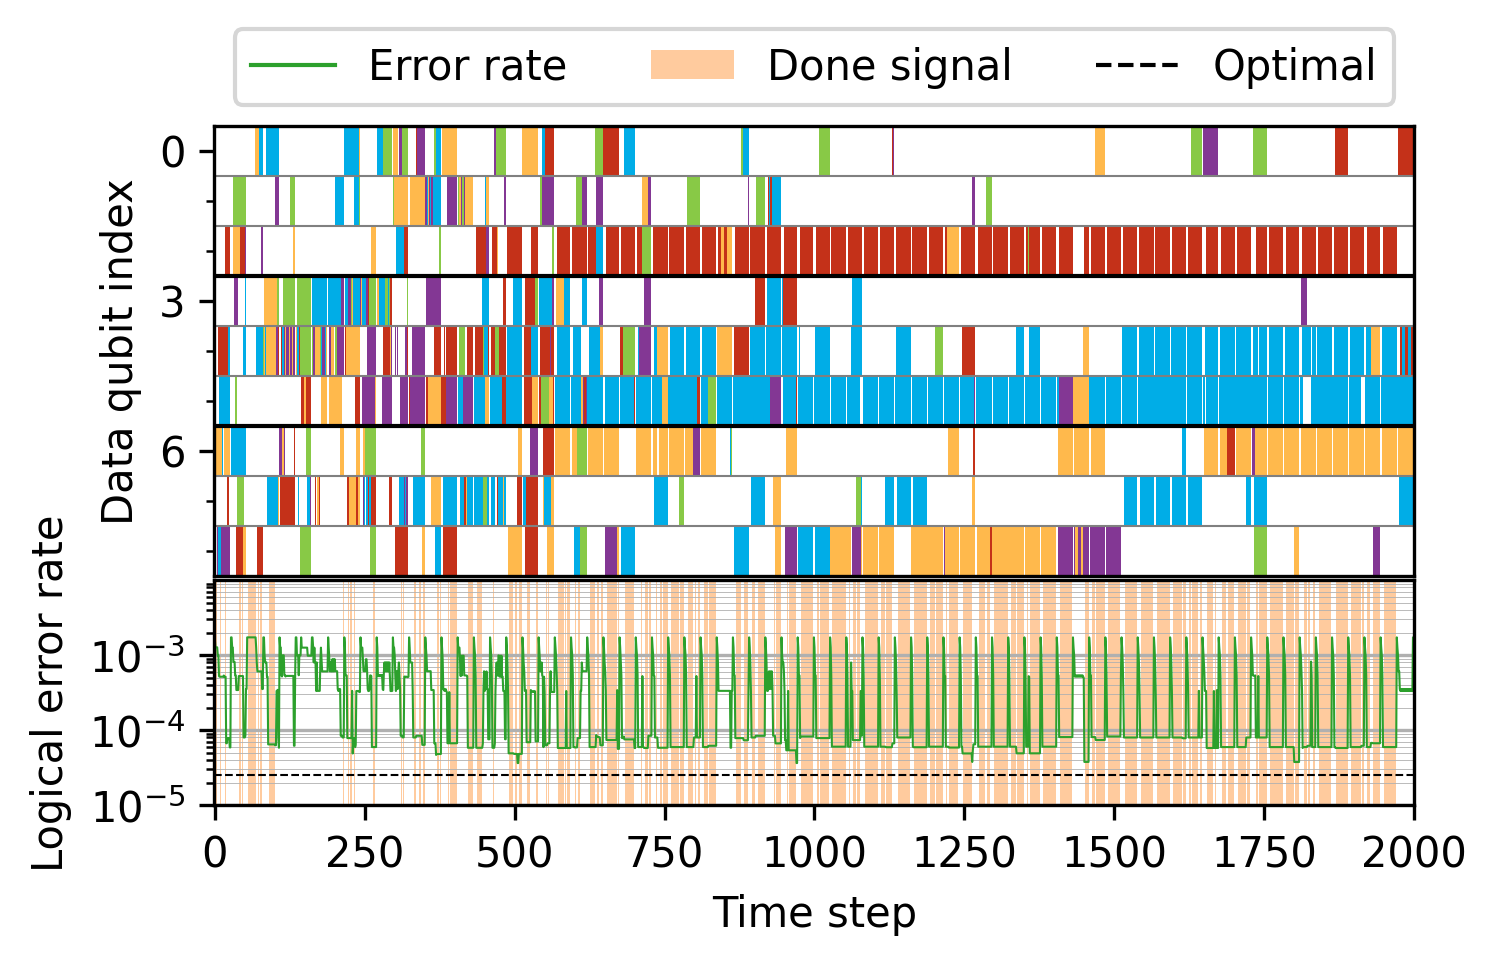 Error rate Done signal Optimal
0
3
6
Data qubit index
10⁻³
10⁻⁴
10⁻⁵
Logical error rate
0 250 500 750 1000 1250 1500 1750 2000
Time step